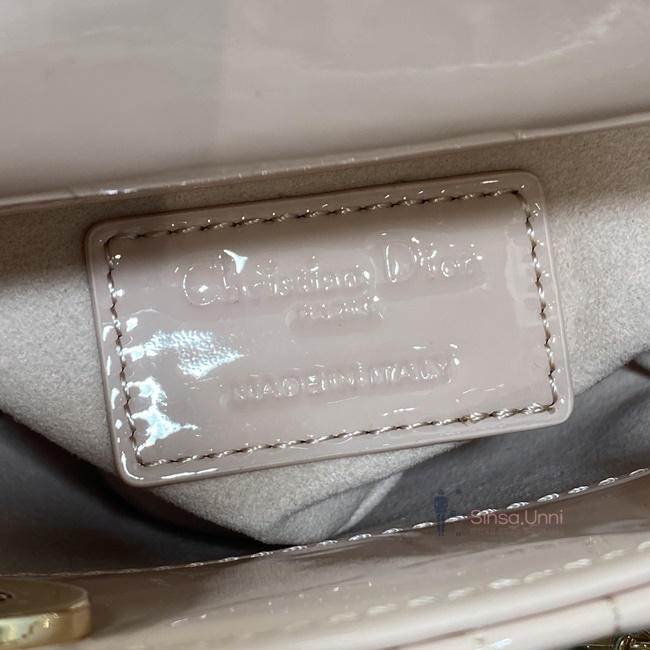 Christian Dior
PARIS
MADE IN ITALY
Sinsa.Unni